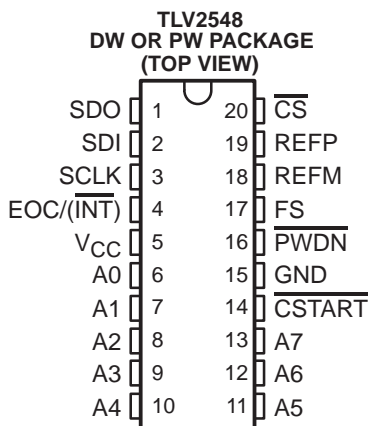 TLV2548
DW OR PW PACKAGE
(TOP VIEW)
SDO 1 20 CS
SDI 2 19 REFP
SCLK 3 18 REFM
EOC/(INT) 4 17 FS
VCC 5 16 PWDN
A0 6 15 GND
A1 7 14 CSTART
A2 8 13 A7
A3 9 12 A6
A4 10 11 A5